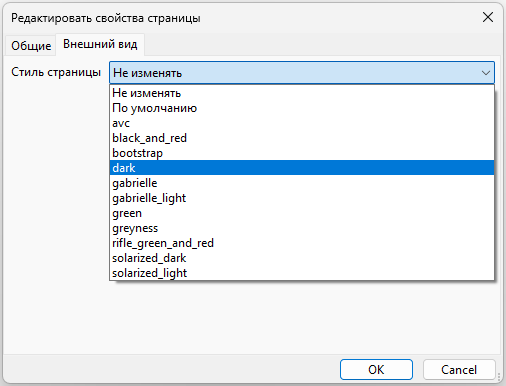 Редактировать свойства страницы
Общие Внешний вид
Стиль страницы Не изменять
Не изменять
По умолчанию
avc
black_and_red
bootstrap
dark
gabrielle
gabrielle_light
green
greyness
rifle_green_and_red
solarized_dark
solarized_light
OK Cancel